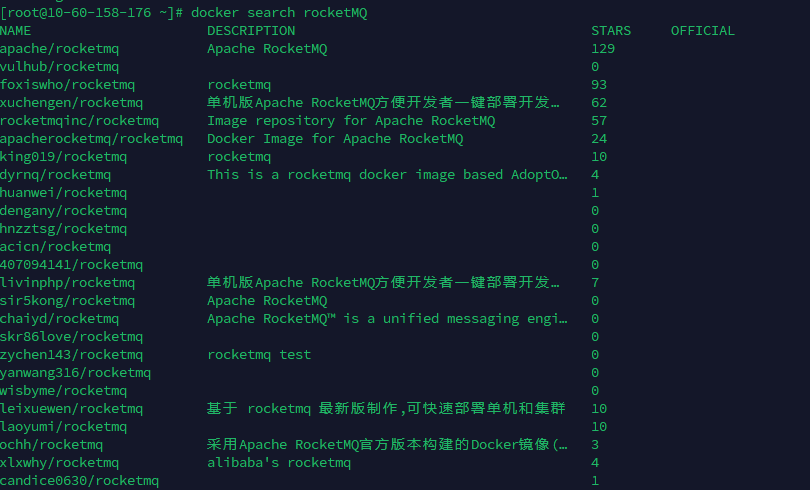 [root@10-60-158-176 ~]# docker search rocketMQ
NAME DESCRIPTION STARS OFFICIAL
apache/rocketmq Apache RocketMQ 129
vulhub/rocketmq 0
foxiswho/rocketmq rocketmq 93
xuchengen/rocketmq 单机版Apache RocketMQ方便开发者一键部署开发… 62
rocketmqinc/rocketmq Image repository for Apache RocketMQ 57
apacherocketmq/rocketmq Docker Image for Apache RocketMQ 24
king019/rocketmq rocketmq 10
dyrnq/rocketmq This is a rocketmq docker image based AdoptO… 4
huanwei/rocketmq 1
dengany/rocketmq 0
hnzztsg/rocketmq 0
acicn/rocketmq 0
407094141/rocketmq 0
livinphp/rocketmq 单机版Apache RocketMQ方便开发者一键部署开发… 7
sir5kong/rocketmq Apache RocketMQ 0
chaiyd/rocketmq Apache RocketMQ™ is a unified messaging engi… 0
skr86love/rocketmq 0
zychen143/rocketmq rocketmq test 0
yanwang316/rocketmq 0
wisbyme/rocketmq 0
leixuewen/rocketmq 基于 rocketmq 最新版制作,可快速部署单机和集群 10
laoyumi/rocketmq 10
ochh/rocketmq 采用Apache RocketMQ官方版本构建的Docker镜像(… 3
xlxwhy/rocketmq alibaba's rocketmq 4
candice0630/rocketmq 1